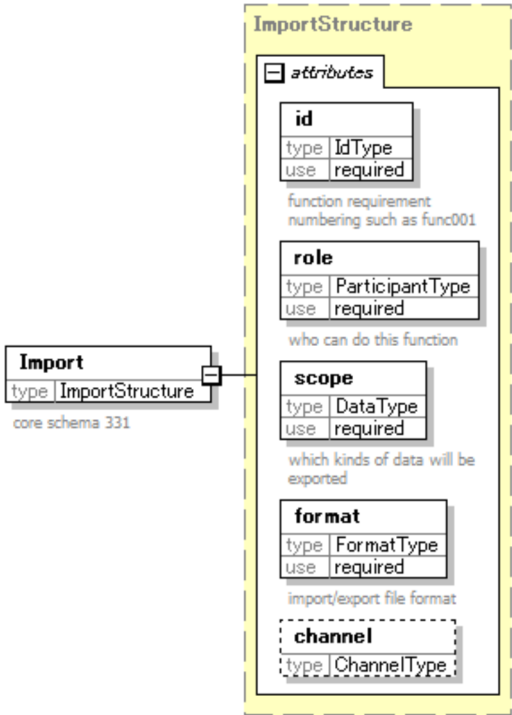 ImportStructure
attributes
id
type IdType
use required
function requirement
numbering such as func001
role
type ParticipantType
use required
who can do this function
Import
type ImportStructure
core schema 331
scope
type DataType
use required
which kinds of data will be
exported
format
type FormatType
use required
import/export file format
channel
type ChannelType